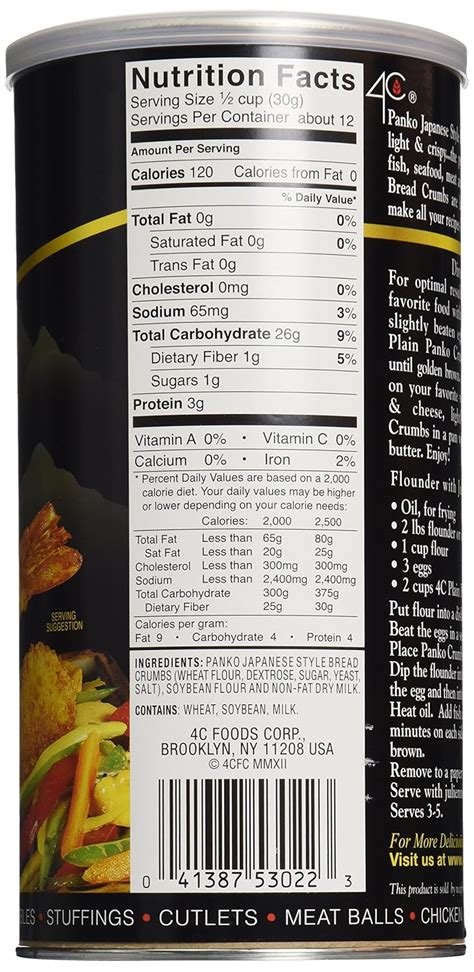 Nutrition Facts
Serving Size ½ cup (30g)
Servings Per Container about 12
Amount Per Serving
Calories 120 Calories from Fat 0
% Daily Value*
Total Fat 0g 0%
Saturated Fat 0g 0%
Trans Fat 0g
Cholesterol 0mg 0%
Sodium 65mg 3%
Total Carbohydrate 26g 9%
Dietary Fiber 1g 5%
Sugars 1g
Protein 3g
Vitamin A 0% • Vitamin C 0%
Calcium 0% • Iron 2%
* Percent Daily Values are based on a 2,000
calorie diet. Your daily values may be higher
or lower depending on your calorie needs:
Calories: 2,000 2,500
Total Fat Less than 65g 80g
Sat Fat Less than 20g 25g
Cholesterol Less than 300mg 300mg
Sodium Less than 2,400mg 2,400mg
Total Carbohydrate 300g 375g
Dietary Fiber 25g 30g
Calories per gram:
Fat 9 • Carbohydrate 4 • Protein 4
INGREDIENTS: PANKO JAPANESE STYLE BREAD
CRUMBS (WHEAT FLOUR, DEXTROSE, SUGAR, YEAST,
SALT), SOYBEAN FLOUR AND NON-FAT DRY MILK.
CONTAINS: WHEAT, SOYBEAN, MILK.
4C FOODS CORP.,
BROOKLYN, NY 11208 USA
© 4CFC MMXII
0 41387 53022 3
SERVING
SUGGESTION
4C®
Panko Japanese
light & crispy...the
fish, seafood, meat
Bread Crumbs are
make all your
For optimal
favorite food
slightly beaten
Plain Panko
until golden brown.
on your favorite
& cheese,
Crumbs in a pan
butter. Enjoy!
Flounder with
• Oil, for frying
• 2 lbs flounder
• 1 cup flour
• 3 eggs
• 2 cups 4C Plain
Put flour into a
Beat the eggs in a
Place Panko
Dip the flounder in
the egg and then
Heat oil. Add
minutes on each
brown.
Remove to a
Serve with
Serves 3-5.
For More
Visit us at www.
This product is sold by
• STUFFINGS • CUTLETS • MEAT BALLS • CHICKEN